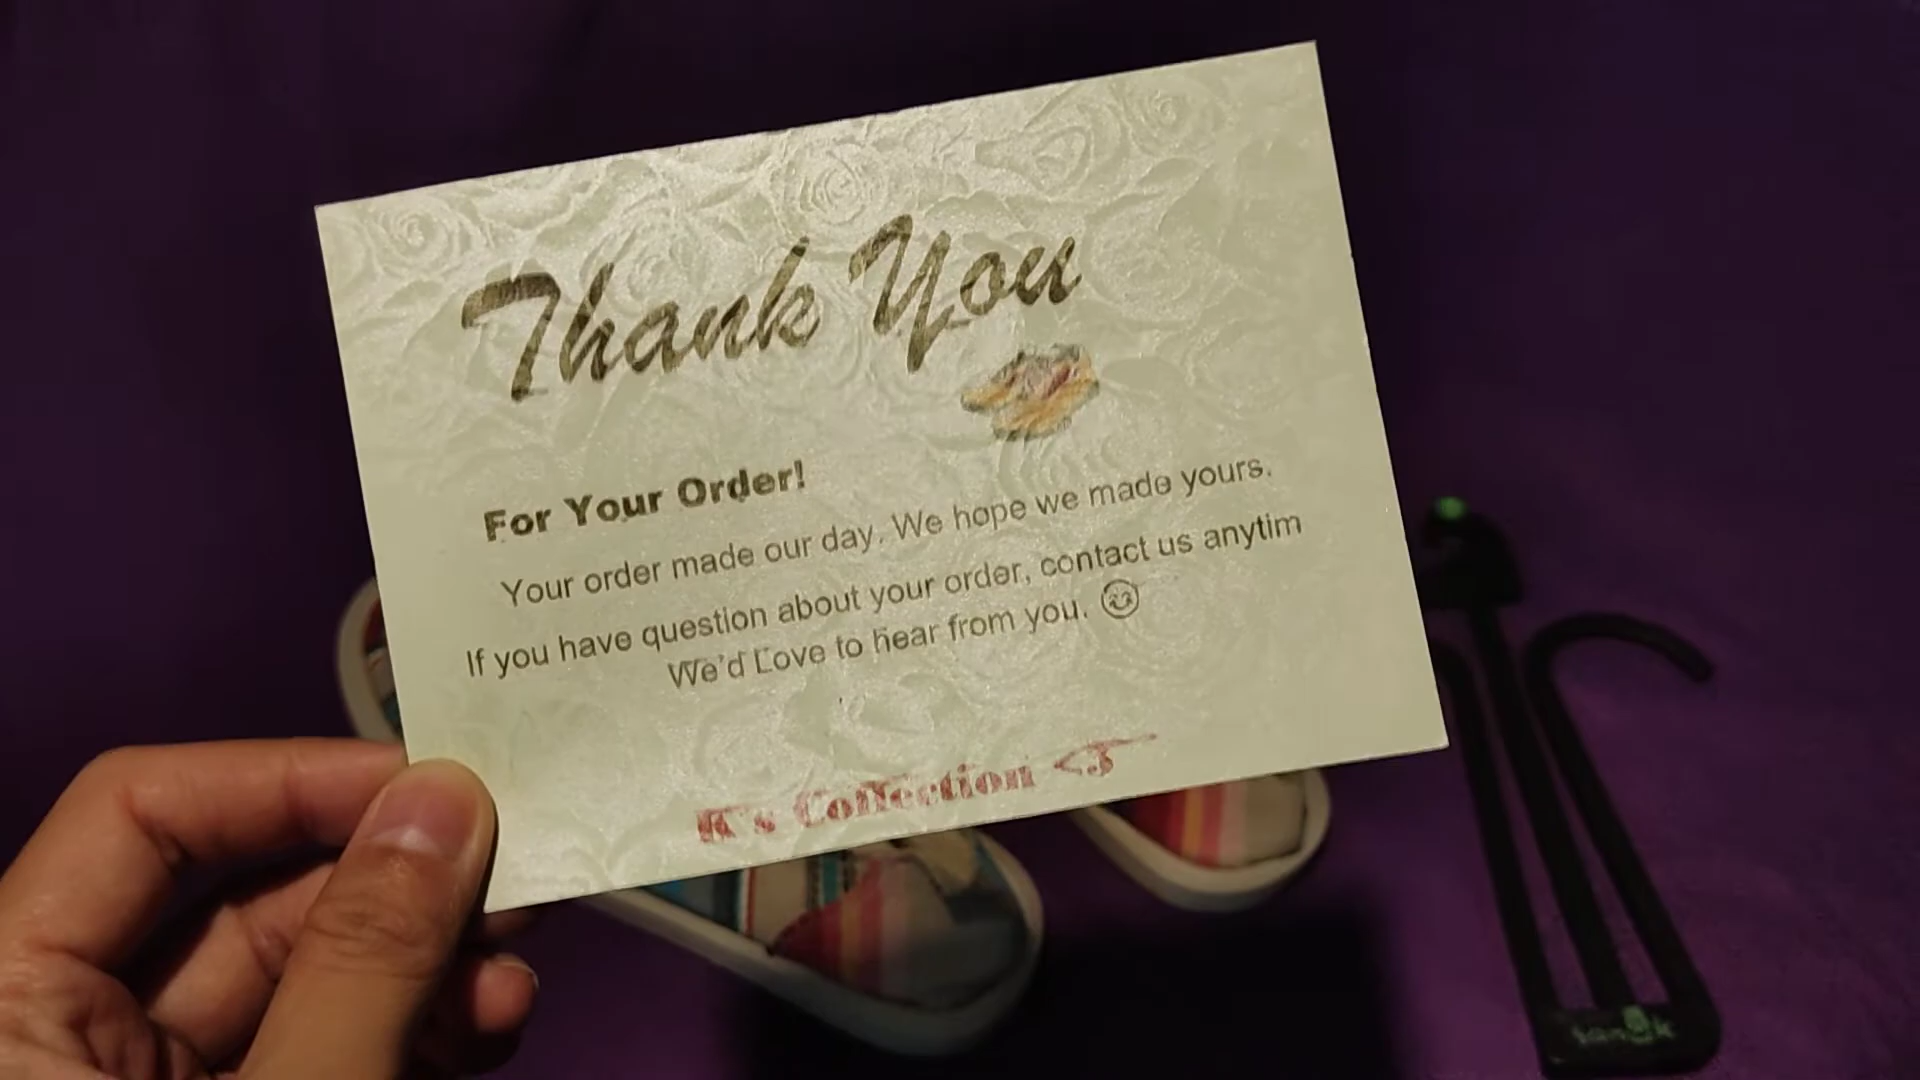 Thank You
For Your Order!
Your order made our day. We hope we made yours.
If you have question about your order, contact us anytim
We'd Love to hear from you. ☺
K's Collection <3
sanuk